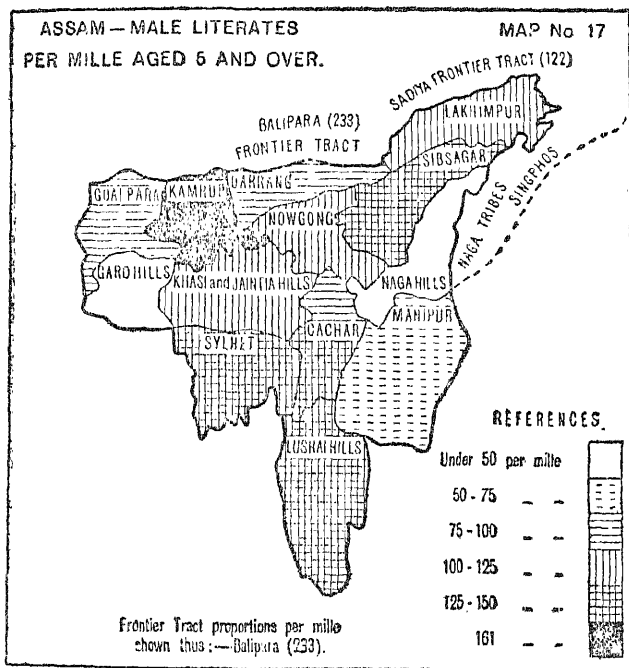 ASSAM — MALE LITERATES
PER MILLE AGED 5 AND OVER.
MAP No 17
SADIYA FRONTIER TRACT (122)
BALIPARA (233)
FRONTIER TRACT
LAKHIMPUR
SIBSAGAR
GOALPARA
KAMRUP
DARRANG
NOWGONG
NAGA TRIBES
SINGPHOS
GARO HILLS
KHASI and JAINTIA HILLS
NAGA HILLS
MANIPUR
CACHAR
SYLHET
LUSHAI HILLS
REFERENCES.
Under 50 per mille
50 - 75 " "
75 - 100 " "
100 - 125 " "
125 - 150 " "
161 " "
Frontier Tract proportions per mille
shown thus :— Balipara (233).